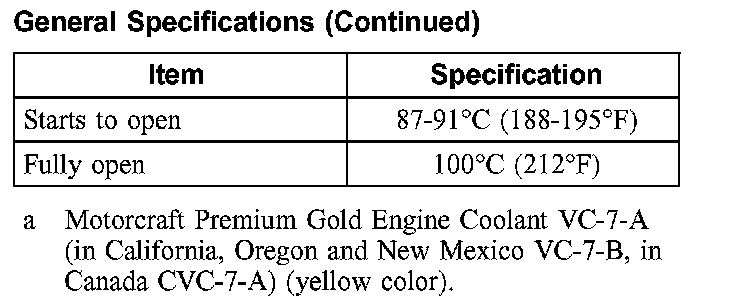 General Specifications (Continued)
Item Specification
Starts to open 87-91°C (188-195°F)
Fully open 100°C (212°F)
a Motorcraft Premium Gold Engine Coolant VC-7-A
(in California, Oregon and New Mexico VC-7-B, in
Canada CVC-7-A) (yellow color).